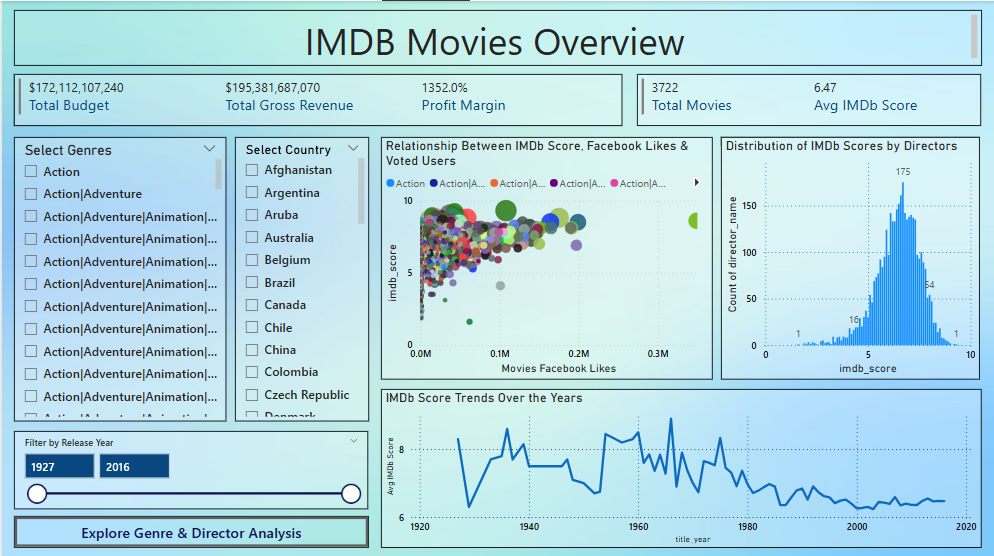 IMDB Movies Overview
$172,112,107,240
Total Budget
$195,381,687,070
Total Gross Revenue
1352.0%
Profit Margin
3722
Total Movies
6.47
Avg IMDb Score
Select Genres
Action
Action|Adventure
Action|Adventure|Animation|...
Action|Adventure|Animation|...
Action|Adventure|Animation|...
Action|Adventure|Animation|...
Action|Adventure|Animation|...
Action|Adventure|Animation|...
Action|Adventure|Animation|...
Action|Adventure|Animation|...
Action|Adventure|Animation|...
Select Country
Afghanistan
Argentina
Aruba
Australia
Belgium
Brazil
Canada
Chile
China
Colombia
Czech Republic
Denmark
Filter by Release Year
1927
2016
Explore Genre & Director Analysis
Relationship Between IMDb Score, Facebook Likes &
Voted Users
Action
Action|A...
Action|A...
Action|A...
Action|A...
imdb_score
10
5
0
0.0M
0.1M
0.2M
0.3M
Movies Facebook Likes
Distribution of IMDb Scores by Directors
Count of director_name
150
100
50
0
1
16
175
54
1
0
5
10
imdb_score
IMDb Score Trends Over the Years
Avg IMDb Score
8
6
1920
1940
1960
1980
2000
2020
title_year